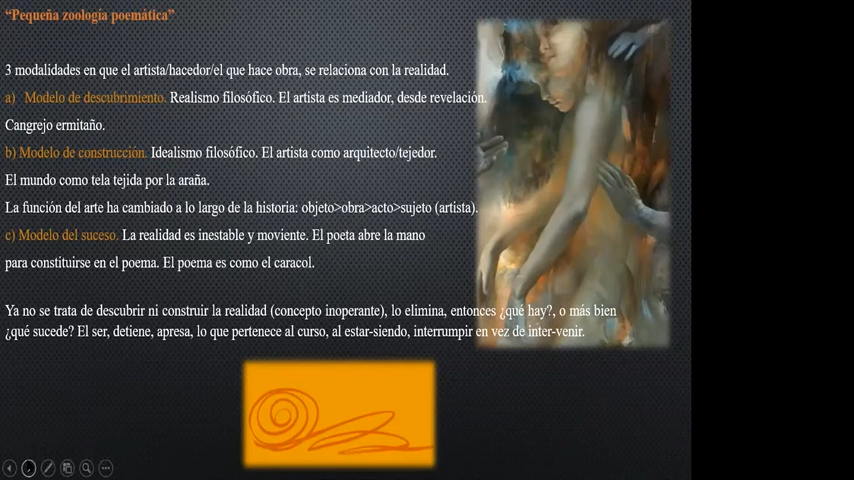 “Pequeña zoología poemática”
3 modalidades en que el artista/hacedor/el que hace obra, se relaciona con la realidad.
a) Modelo de descubrimiento. Realismo filosófico. El artista es mediador, desde revelación.
Cangrejo ermitaño.
b) Modelo de construcción. Idealismo filosófico. El artista como arquitecto/tejedor.
El mundo como tela tejida por la araña.
La función del arte ha cambiado a lo largo de la historia: objeto>obra>acto>sujeto (artista).
c) Modelo del suceso. La realidad es inestable y moviente. El poeta abre la mano
para constituirse en el poema. El poema es como el caracol.
Ya no se trata de descubrir ni construir la realidad (concepto inoperante), lo elimina, entonces ¿qué hay?, o más bien
¿qué sucede? El ser, detiene, apresa, lo que pertenece al curso, al estar-siendo, interrumpir en vez de inter-venir.